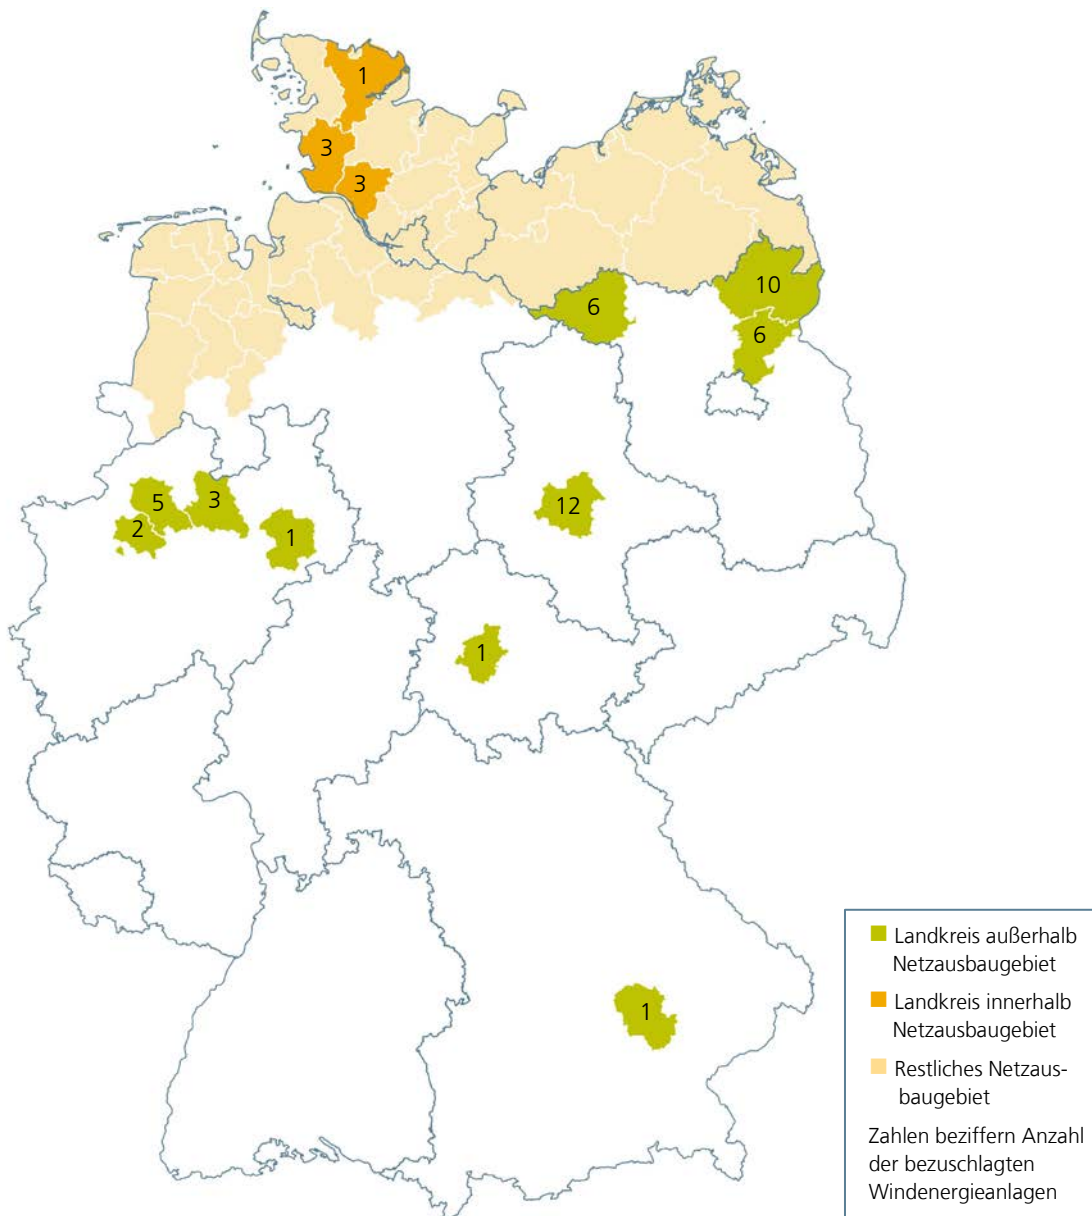 1
3
3
10
6
6
5
3
2
1
12
1
1
Landkreis außerhalb
Netzausbaugebiet
Landkreis innerhalb
Netzausbaugebiet
Restliches Netzaus-
baugebiet
Zahlen beziffern Anzahl
der bezuschlagten
Windenergieanlagen